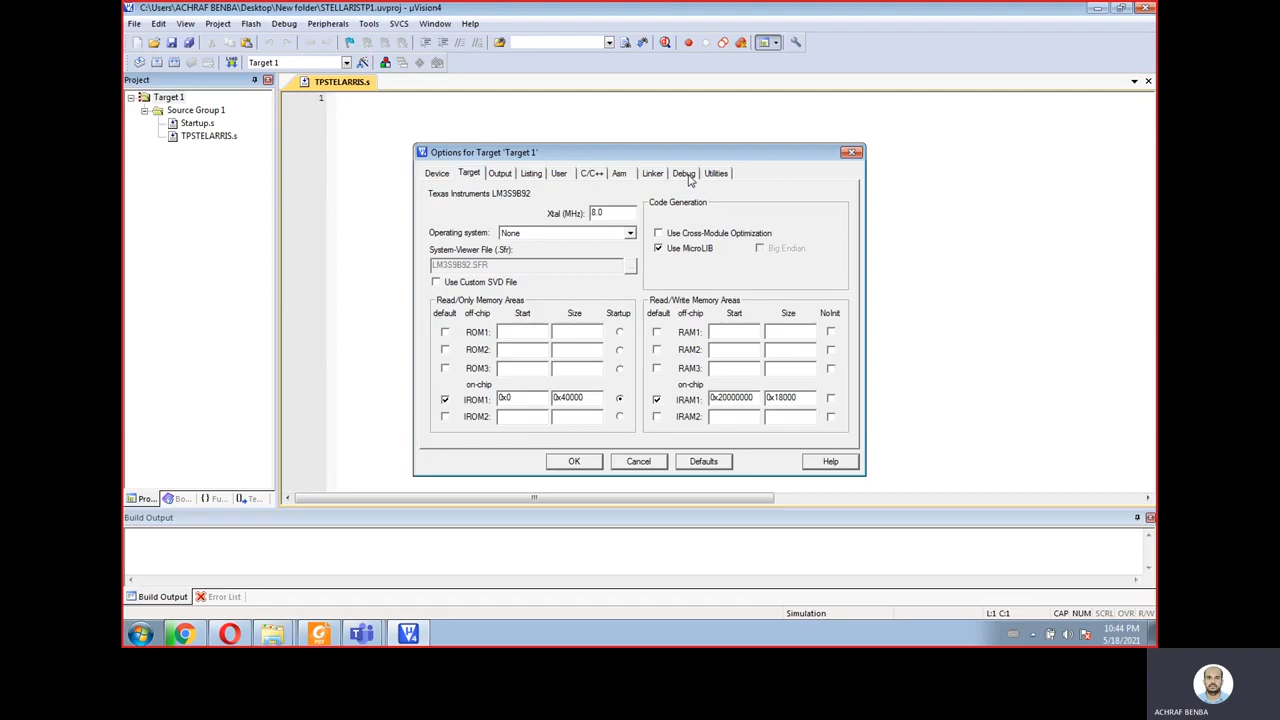 C:\Users\ACHRAF BENBA\Desktop\New folder\STELLARISTP1.uvproj - µVision4
File Edit View Project Flash Debug Peripherals Tools SVCS Window Help
LOAD Target 1
Project
TPSTELARRIS.s
Target 1
Source Group 1
Startup.s
TPSTELARRIS.s
1
Options for Target 'Target 1'
Device Target Output Listing User C/C++ Asm Linker Debug Utilities
Texas Instruments LM3S9B92
Xtal (MHz): 8.0
Operating system: None
System-Viewer File (.Sfr):
LM3S9B92.SFR ...
Use Custom SVD File
Code Generation
Use Cross-Module Optimization
Use MicroLIB Big Endian
Read/Only Memory Areas
default off-chip Start Size Startup
ROM1:
ROM2:
ROM3:
on-chip
IROM1: 0x0 0x40000
IROM2:
Read/Write Memory Areas
default off-chip Start Size NoInit
RAM1:
RAM2:
RAM3:
on-chip
IRAM1: 0x20000000 0x18000
IRAM2:
OK Cancel Defaults Help
Pro... Bo... {} Fu... Te...
Build Output
Build Output Error List
Simulation L:1 C:1 CAP NUM SCRL OVR R/W
10:44 PM
5/18/2021
ACHRAF BENBA